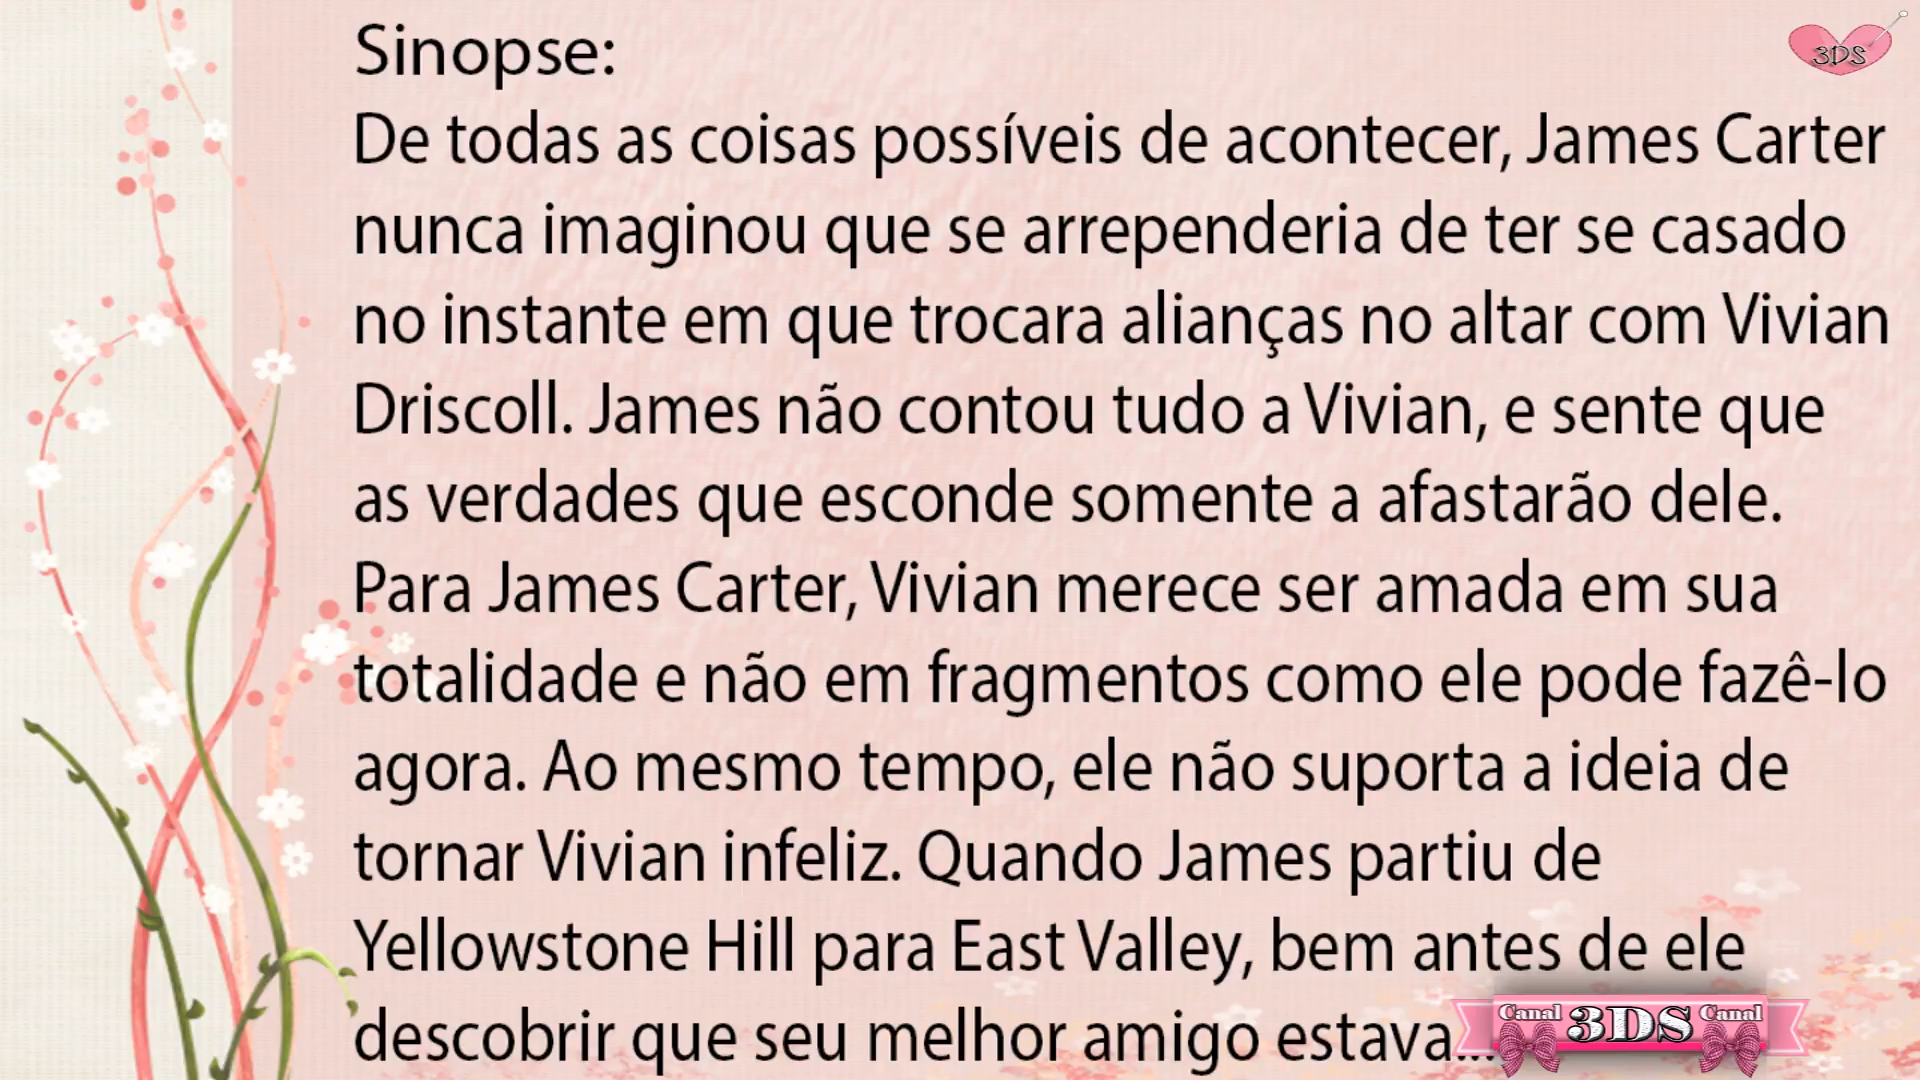 3DS
Sinopse:
De todas as coisas possíveis de acontecer, James Carter
nunca imaginou que se arrependeria de ter se casado
no instante em que trocara alianças no altar com Vivian
Driscoll. James não contou tudo a Vivian, e sente que
as verdades que esconde somente a afastarão dele.
Para James Carter, Vivian merece ser amada em sua
totalidade e não em fragmentos como ele pode fazê-lo
agora. Ao mesmo tempo, ele não suporta a ideia de
tornar Vivian infeliz. Quando James partiu de
Yellowstone Hill para East Valley, bem antes de ele
descobrir que seu melhor amigo estava...
Canal 3DS Canal